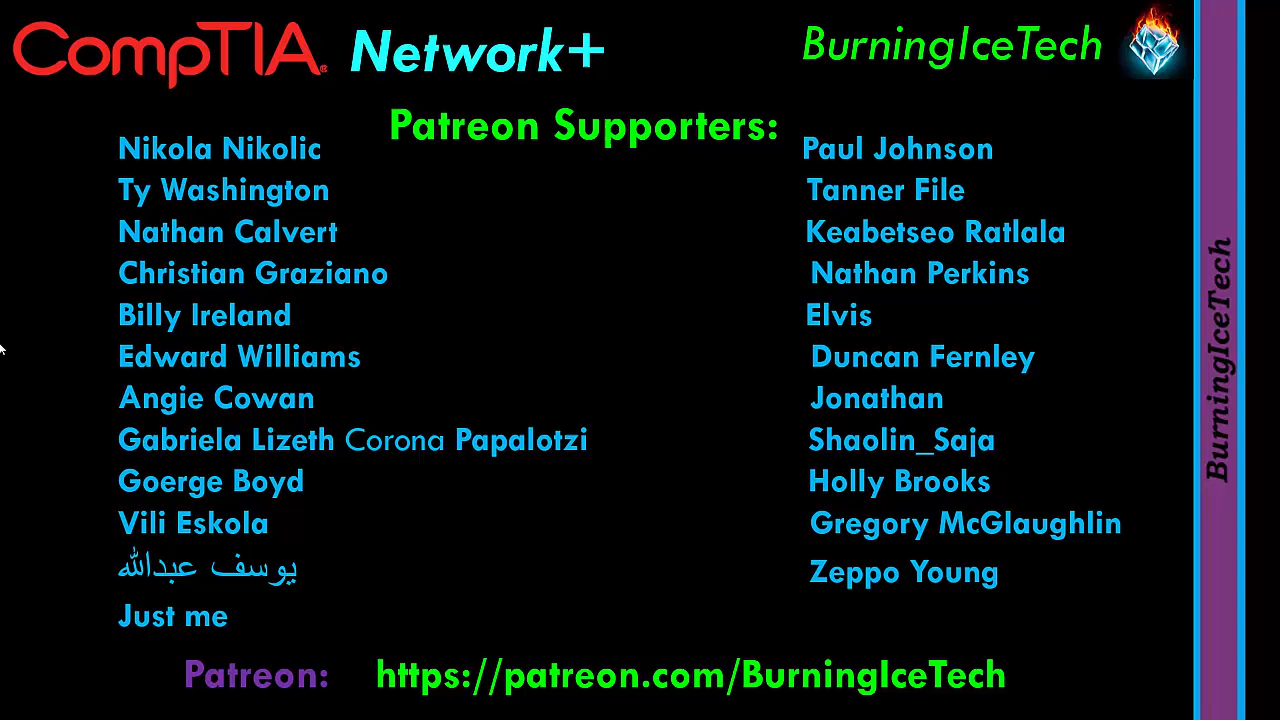 CompTIA® Network+
BurningIceTech
Patreon Supporters:
Nikola Nikolic
Ty Washington
Nathan Calvert
Christian Graziano
Billy Ireland
Edward Williams
Angie Cowan
Gabriela Lizeth Corona Papalotzi
Goerge Boyd
Vili Eskola
يوسف عبدالله
Just me
Paul Johnson
Tanner File
Keabetseo Ratlala
Nathan Perkins
Elvis
Duncan Fernley
Jonathan
Shaolin_Saja
Holly Brooks
Gregory McGlaughlin
Zeppo Young
Patreon: https://patreon.com/BurningIceTech
BurningIceTech